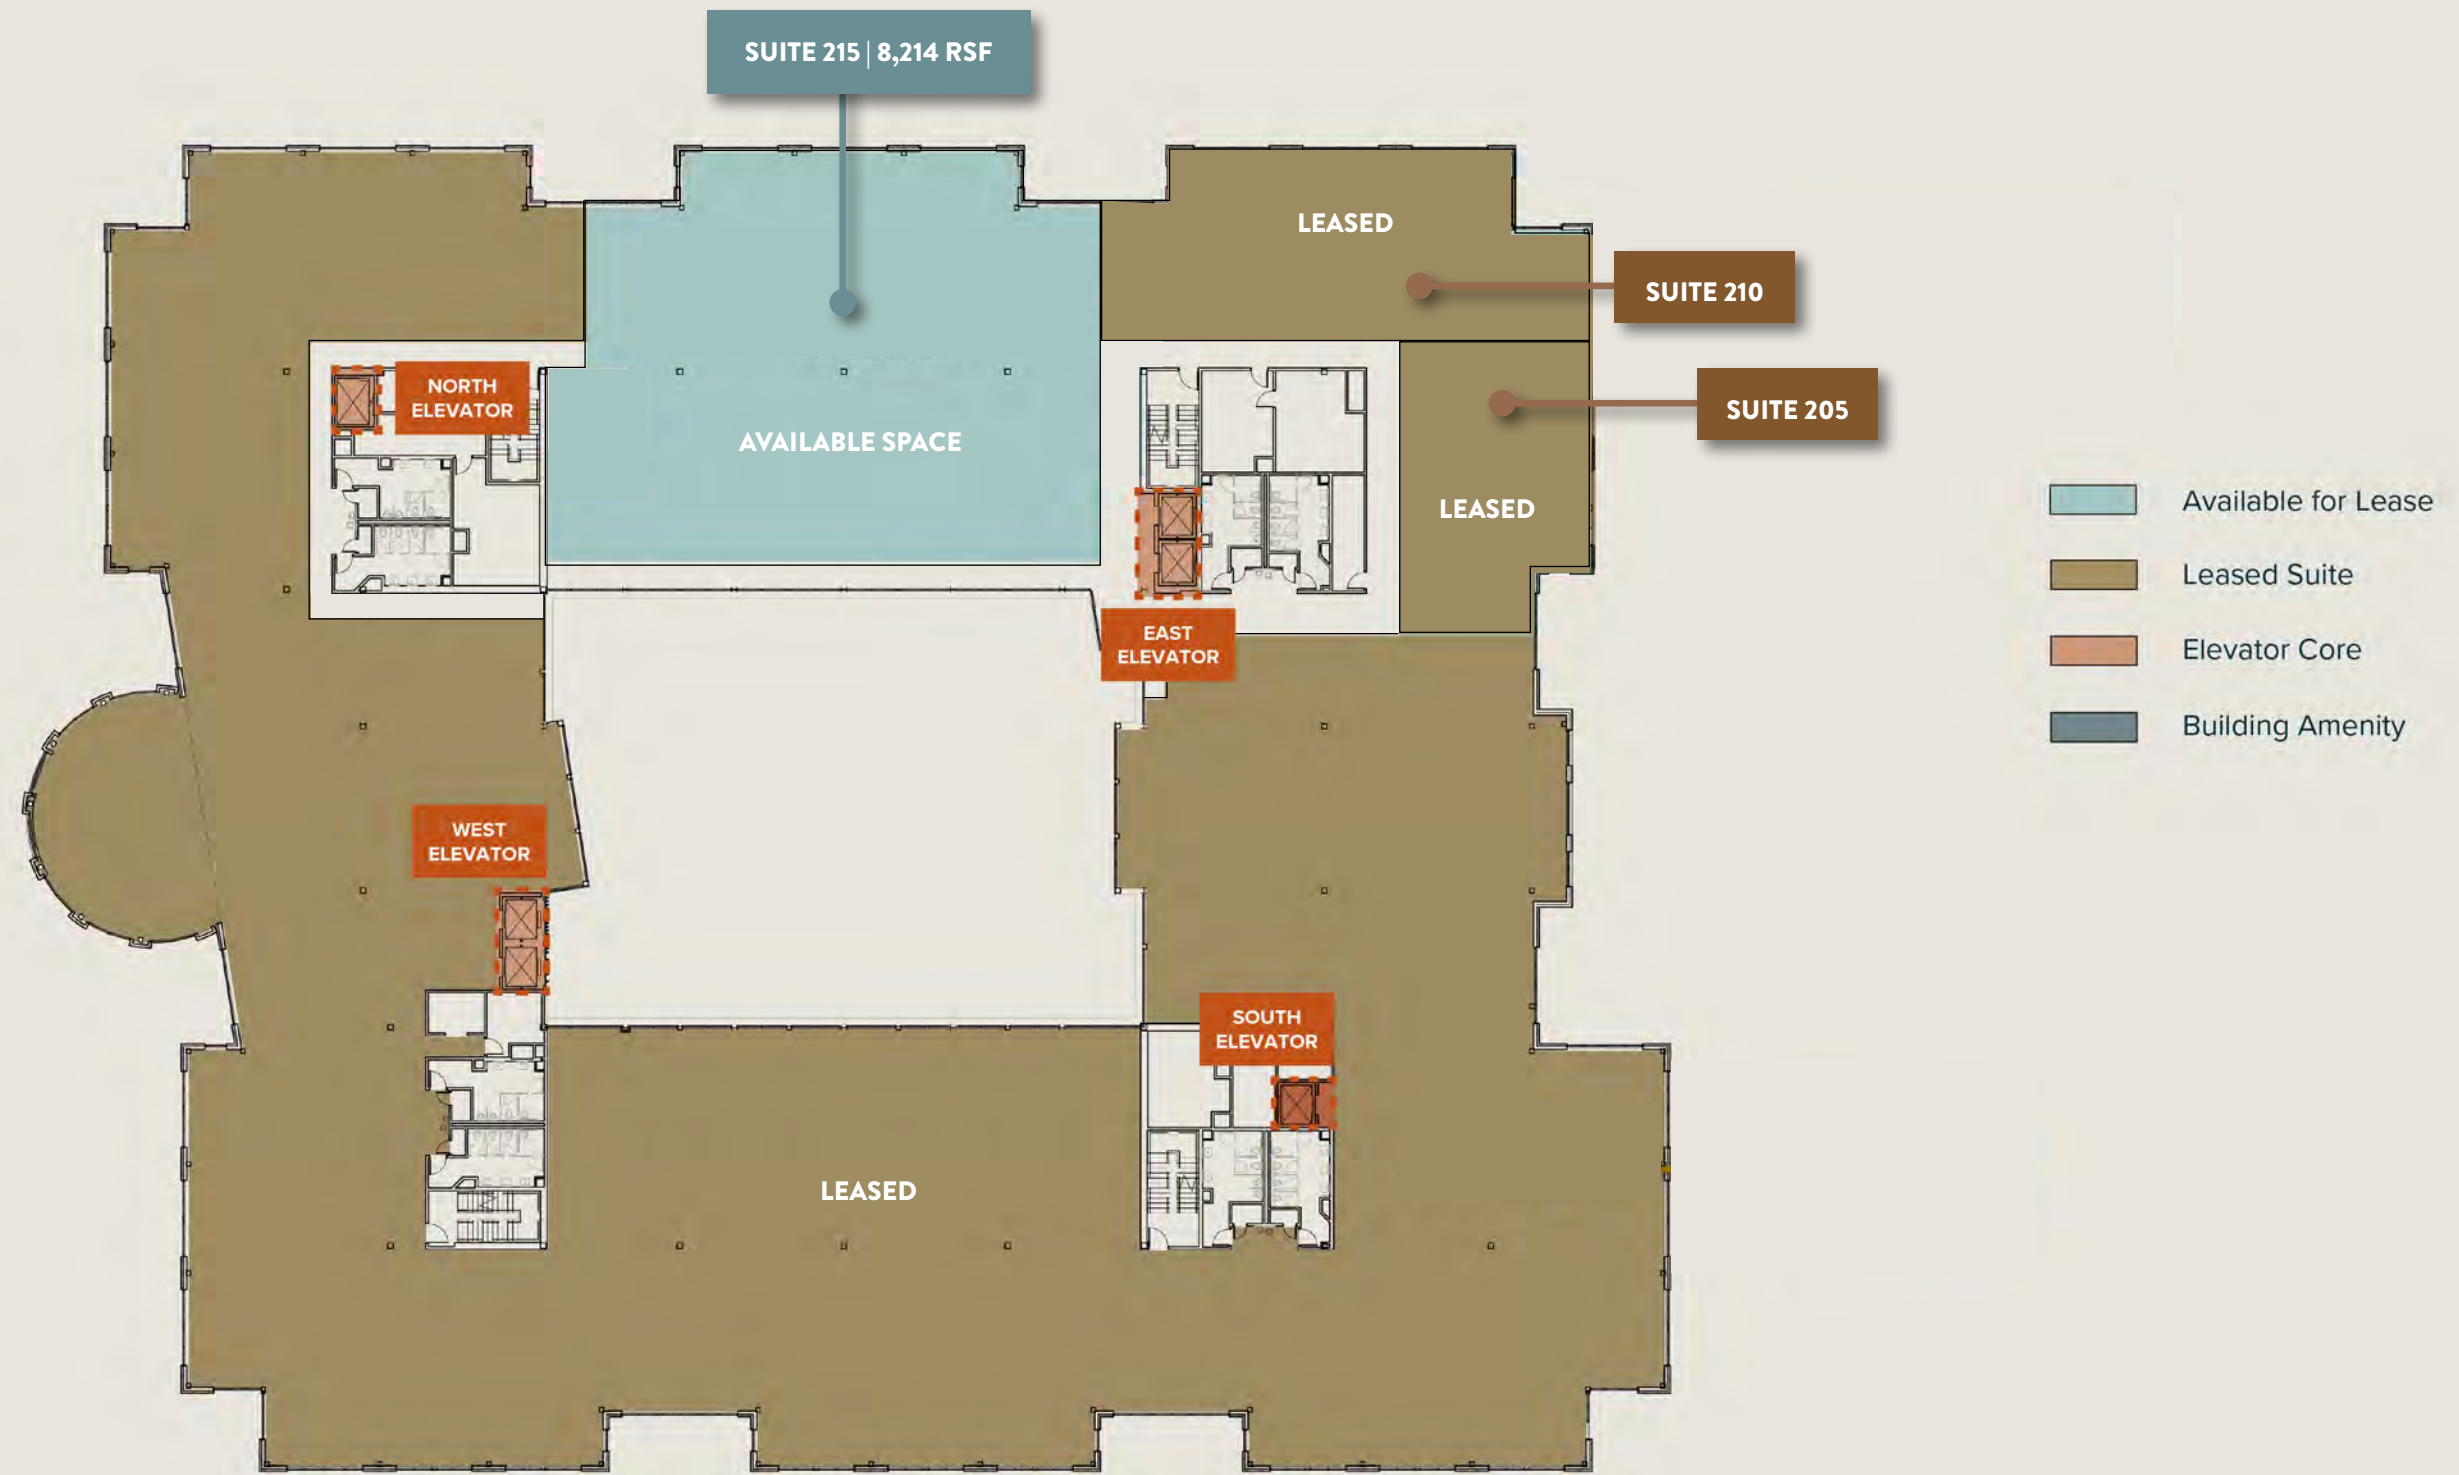 SUITE 215 | 8,214 RSF
LEASED
SUITE 210
NORTH
ELEVATOR
SUITE 205
AVAILABLE SPACE
LEASED
Available for Lease
Leased Suite
Elevator Core
Building Amenity
EAST
ELEVATOR
WEST
ELEVATOR
SOUTH
ELEVATOR
LEASED